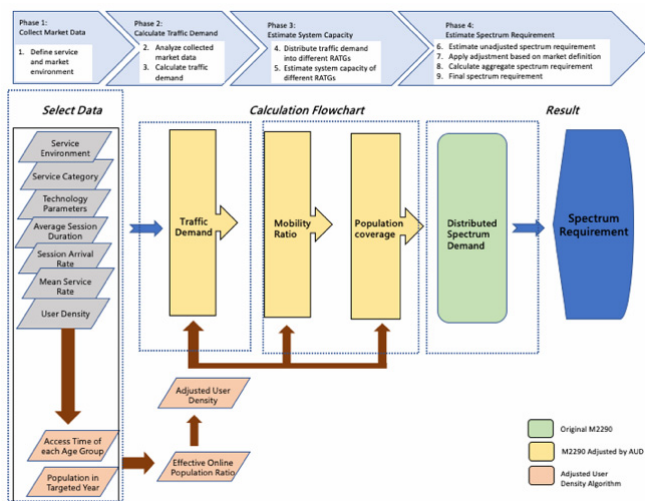 Phase 1:
Collect Market Data
1. Define service
and market
environment
Phase 2:
Calculate Traffic Demand
2. Analyze collected
market data
3. Calculate traffic
demand
Phase 3:
Estimate System Capacity
4. Distribute traffic demand
into different RATGs
5. Estimate system capacity of
different RATGs
Phase 4:
Estimate Spectrum Requirement
6. Estimate unadjusted spectrum requirement
7. Apply adjustment based on market definition
8. Calculate aggregate spectrum requirement
9. Final spectrum requirement
Select Data
Calculation Flowchart
Result
Service
Environment
Service Category
Technology
Parameters
Average Session
Duration
Session Arrival
Rate
Mean Service
Rate
User Density
Traffic
Demand
Mobility
Ratio
Population
coverage
Distributed
Spectrum
Demand
Spectrum
Requirement
Adjusted User
Density
Access Time of
each Age Group
Population in
Targeted Year
Effective Online
Population Ratio
Original M2290
M2290 Adjusted by AUD
Adjusted User
Density Algorithm